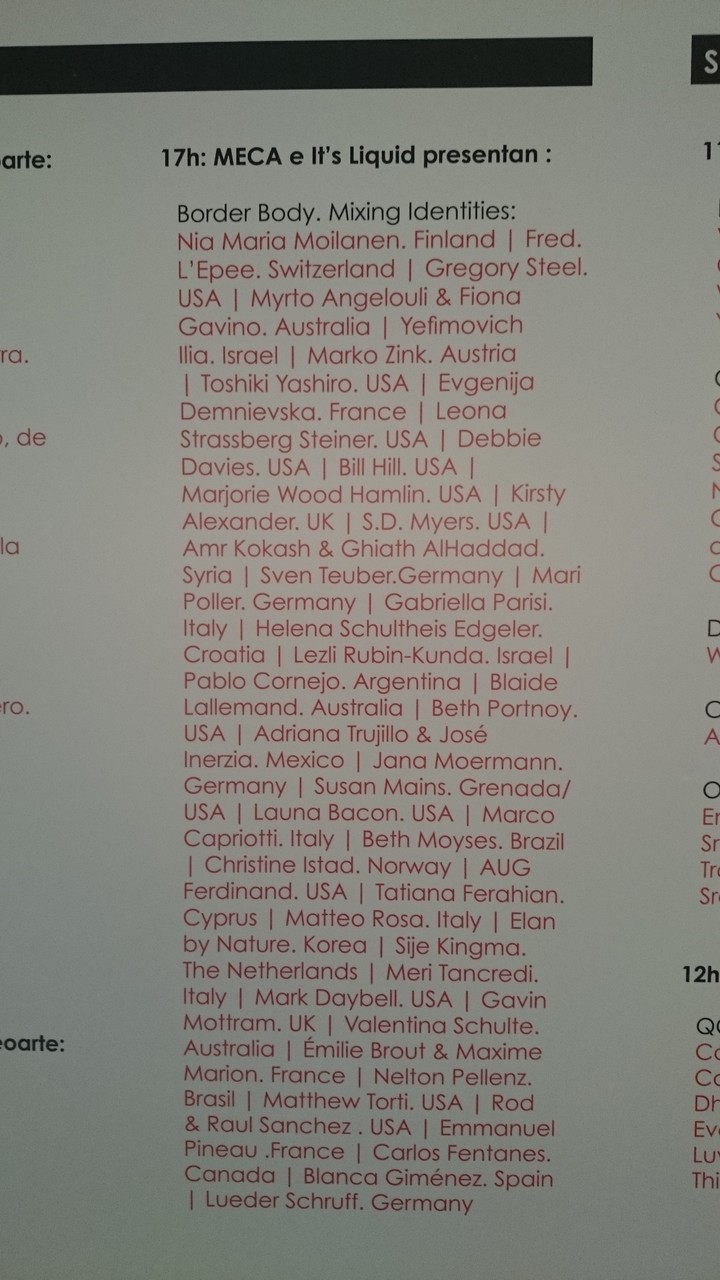 17h: MECA e It's Liquid presentan :
Border Body. Mixing Identities:
Nia Maria Moilanen. Finland | Fred.
L'Epee. Switzerland | Gregory Steel.
USA | Myrto Angelouli & Fiona
Gavino. Australia | Yefimovich
Ilia. Israel | Marko Zink. Austria
| Toshiki Yashiro. USA | Evgenija
Demnievska. France | Leona
Strassberg Steiner. USA | Debbie
Davies. USA | Bill Hill. USA |
Marjorie Wood Hamlin. USA | Kirsty
Alexander. UK | S.D. Myers. USA |
Amr Kokash & Ghiath AlHaddad.
Syria | Sven Teuber.Germany | Mari
Poller. Germany | Gabriella Parisi.
Italy | Helena Schultheis Edgeler.
Croatia | Lezli Rubin-Kunda. Israel |
Pablo Cornejo. Argentina | Blaide
Lallemand. Australia | Beth Portnoy.
USA | Adriana Trujillo & José
Inerzia. Mexico | Jana Moermann.
Germany | Susan Mains. Grenada/
USA | Launa Bacon. USA | Marco
Capriotti. Italy | Beth Moyses. Brazil
| Christine Istad. Norway | AUG
Ferdinand. USA | Tatiana Ferahian.
Cyprus | Matteo Rosa. Italy | Elan
by Nature. Korea | Sije Kingma.
The Netherlands | Meri Tancredi.
Italy | Mark Daybell. USA | Gavin
Mottram. UK | Valentina Schulte.
Australia | Émilie Brout & Maxime
Marion. France | Nelton Pellenz.
Brasil | Matthew Torti. USA | Rod
& Raul Sanchez . USA | Emmanuel
Pineau .France | Carlos Fentanes.
Canada | Blanca Giménez. Spain
| Lueder Schruff. Germany
, de
la
12h